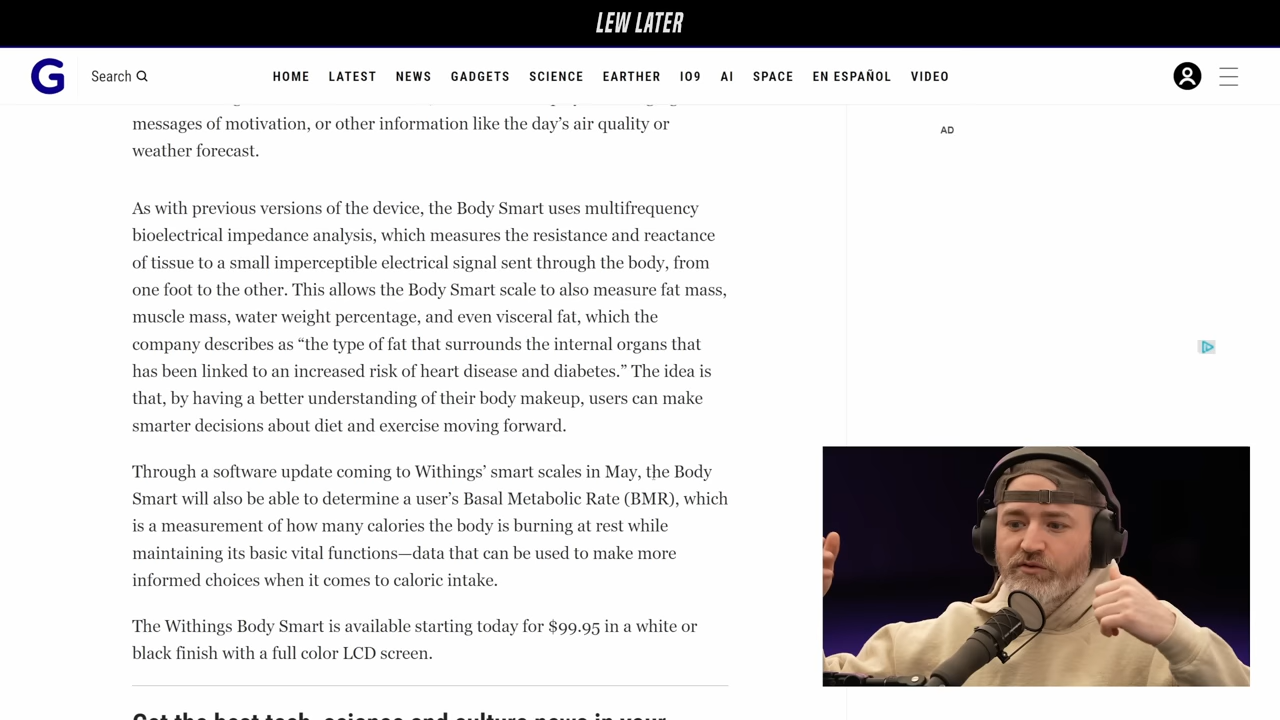 LEW LATER
G
Search
HOME LATEST NEWS GADGETS SCIENCE EARTHER IO9 AI SPACE EN ESPAÑOL VIDEO
messages of motivation, or other information like the day’s air quality or
weather forecast.
AD
As with previous versions of the device, the Body Smart uses multifrequency
bioelectrical impedance analysis, which measures the resistance and reactance
of tissue to a small imperceptible electrical signal sent through the body, from
one foot to the other. This allows the Body Smart scale to also measure fat mass,
muscle mass, water weight percentage, and even visceral fat, which the
company describes as “the type of fat that surrounds the internal organs that
has been linked to an increased risk of heart disease and diabetes.” The idea is
that, by having a better understanding of their body makeup, users can make
smarter decisions about diet and exercise moving forward.
Through a software update coming to Withings’ smart scales in May, the Body
Smart will also be able to determine a user’s Basal Metabolic Rate (BMR), which
is a measurement of how many calories the body is burning at rest while
maintaining its basic vital functions—data that can be used to make more
informed choices when it comes to caloric intake.
The Withings Body Smart is available starting today for $99.95 in a white or
black finish with a full color LCD screen.
Get the best tech, science and culture news in your